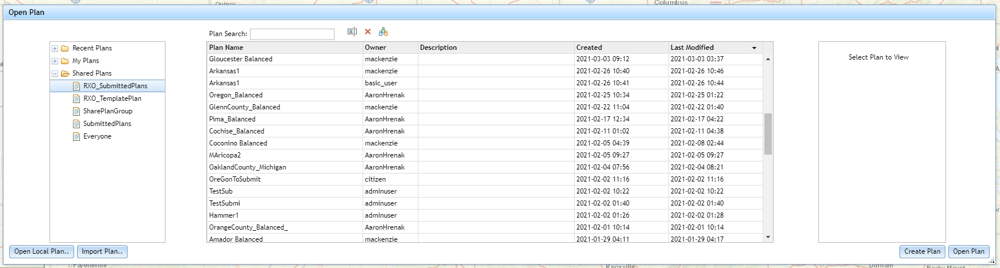 Quincy
Columbus
Open Plan
Plan Search:
Recent Plans
My Plans
Shared Plans
RXO_SubmittedPlans
RXO_TemplatePlan
SharePlanGroup
SubmittedPlans
Everyone
Plan Name Owner Description Created Last Modified
Gloucester Balanced mackenzie 2021-03-03 09:12 2021-03-03 03:37
Arkansas1 mackenzie 2021-02-26 10:40 2021-02-26 10:46
Arkansas1 basic_user 2021-02-26 10:41 2021-02-26 10:44
Oregon_Balanced AaronHrenak 2021-02-25 10:34 2021-02-25 01:22
GlennCounty_Balanced mackenzie 2021-02-22 11:04 2021-02-22 01:40
Pima_Balanced AaronHrenak 2021-02-17 12:34 2021-02-17 04:22
Cochise_Balanced AaronHrenak 2021-02-11 01:02 2021-02-11 04:38
Coconino Balanced mackenzie 2021-02-05 04:39 2021-02-08 02:44
MAricopa2 AaronHrenak 2021-02-05 09:27 2021-02-05 09:27
OaklandCounty_Michigan AaronHrenak 2021-02-04 07:56 2021-02-04 08:21
OreGonToSubmit citizen 2021-02-02 11:16 2021-02-02 11:16
TestSub adminuser 2021-02-02 10:22 2021-02-02 10:22
TestSubmi adminuser 2021-02-02 01:40 2021-02-02 01:40
Hammer1 adminuser 2021-02-02 01:26 2021-02-02 01:28
OrangeCounty_Balanced_ AaronHrenak 2021-02-01 10:14 2021-02-01 10:14
Amador Balanced mackenzie 2021-01-29 04:11 2021-01-29 04:17
Select Plan to View
Open Local Plan.. Import Plan.. Create Plan Open Plan
Fayetteville
Knoxville
Durham
Rocky Mount